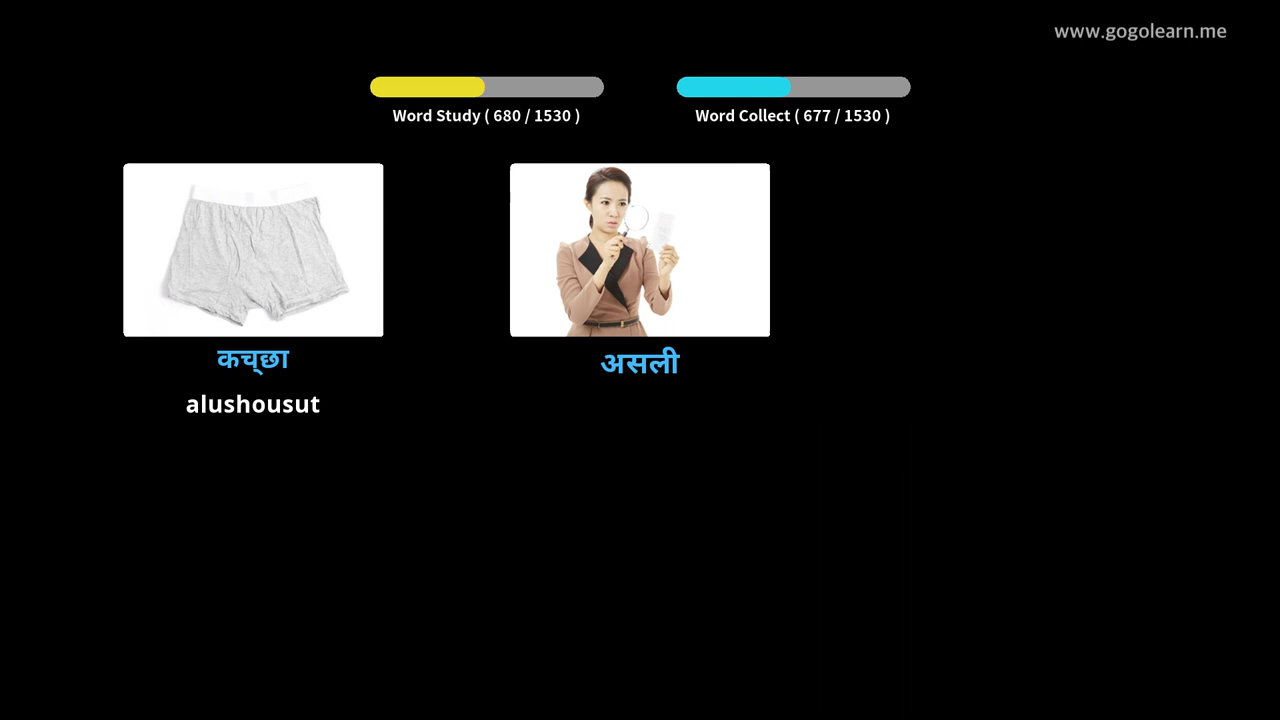 www.gogolearn.me
Word Study ( 680 / 1530 )
Word Collect ( 677 / 1530 )
कच्छा
असली
alushousut